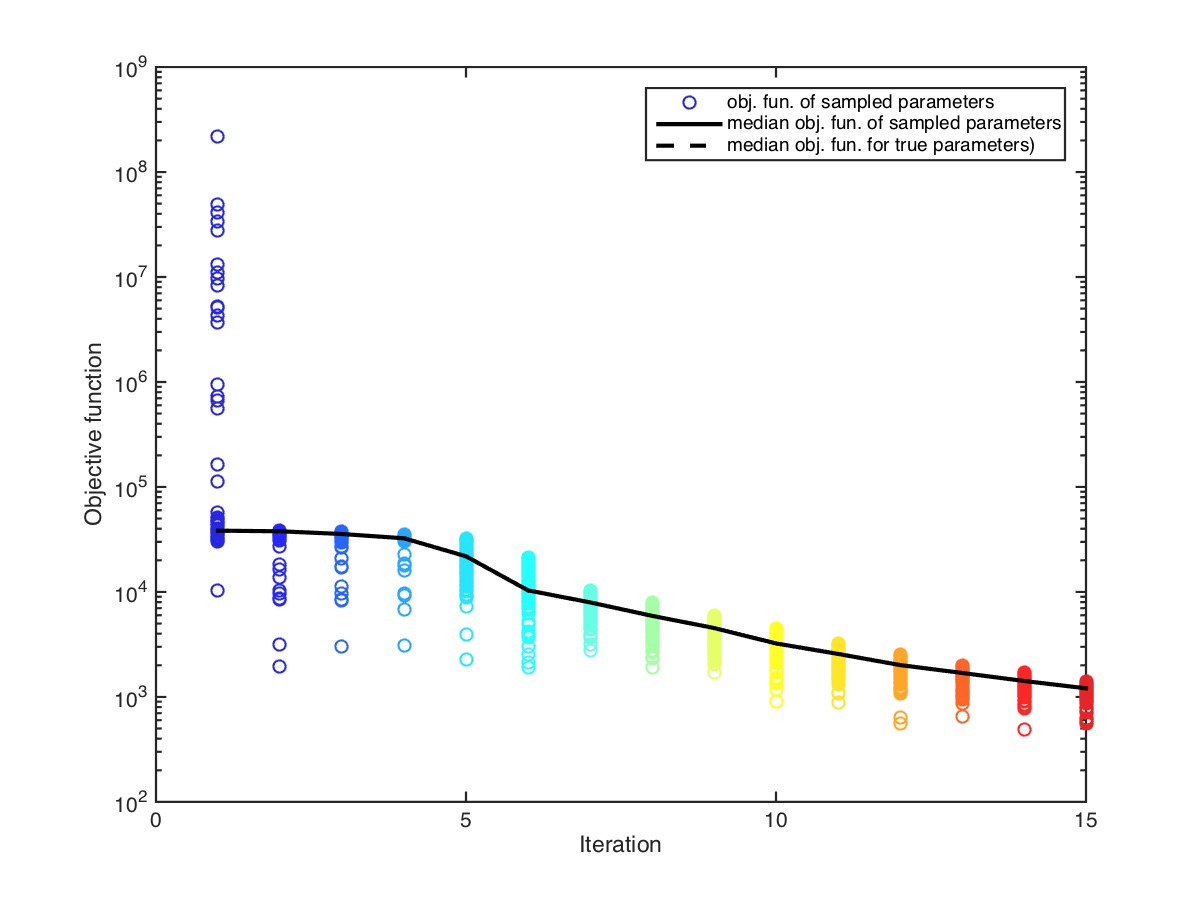 10^9
10^8
10^7
10^6
10^5
10^4
10^3
10^2
Objective function
obj. fun. of sampled parameters
median obj. fun. of sampled parameters
median obj. fun. for true parameters)
0 5 10 15
Iteration